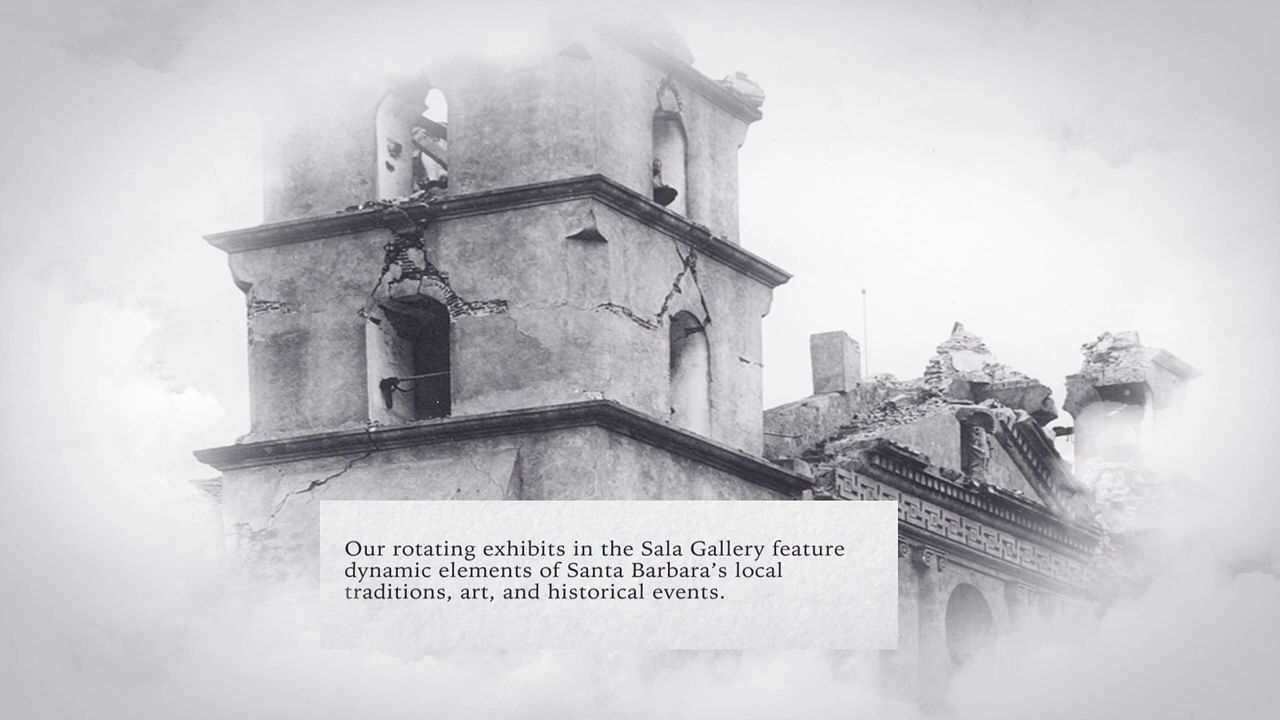 Our rotating exhibits in the Sala Gallery feature
dynamic elements of Santa Barbara’s local
traditions, art, and historical events.